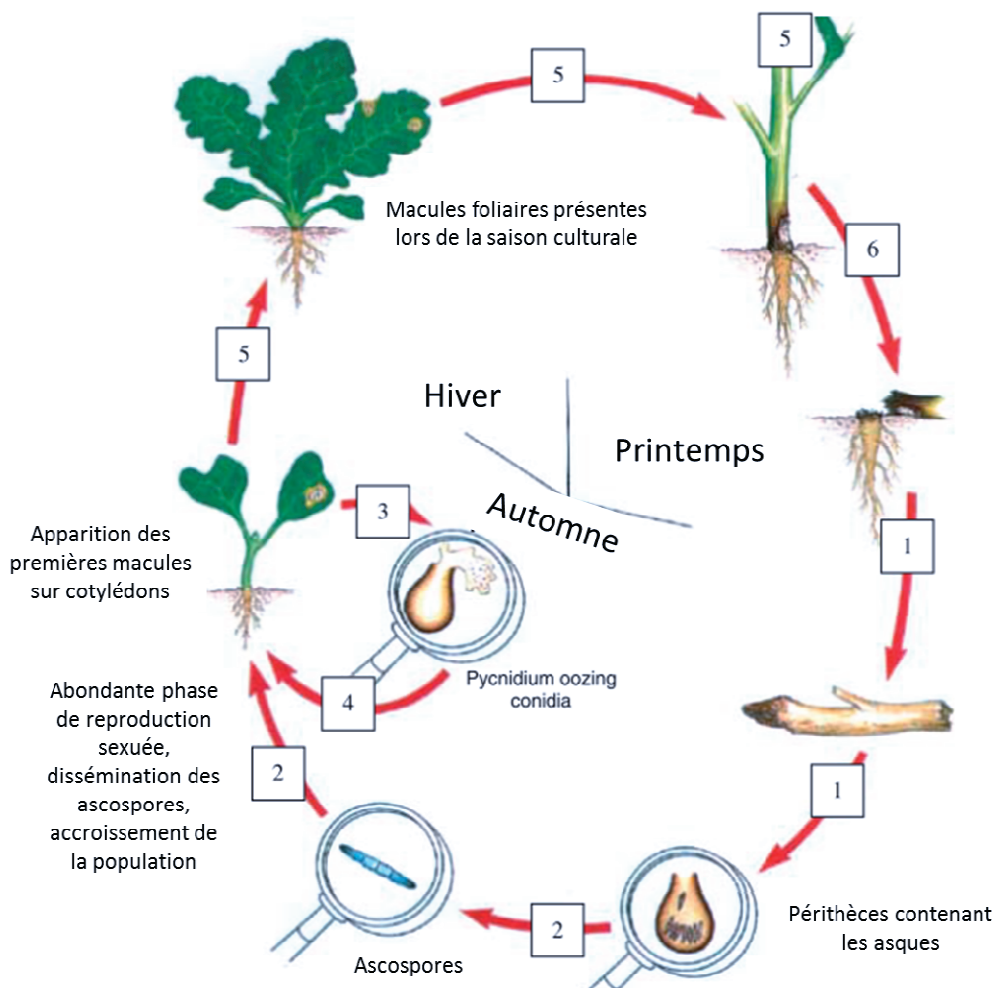 5
5
Macules foliaires présentes
lors de la saison culturale
6
5
Hiver
Printemps
Automne
3
Apparition des
premières macules
sur cotylédons
1
Pycnidium oozing
conidia
4
Abondante phase
de reproduction
sexuée,
dissémination des
ascospores,
accroissement de
la population
2
1
Périthèces contenant
les asques
2
Ascospores